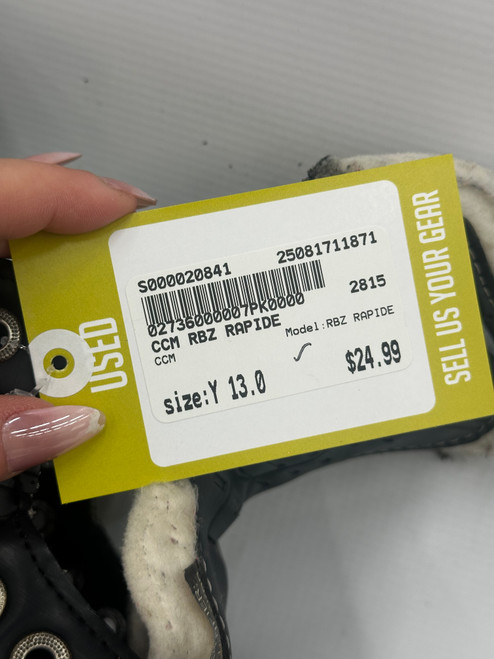 S000020841 25081711871
02736000007PK0000 2815
CCM RBZ RAPIDE
CCM Model:RBZ RAPIDE
size:Y 13.0 $24.99
USED
SELL US YOUR GEAR